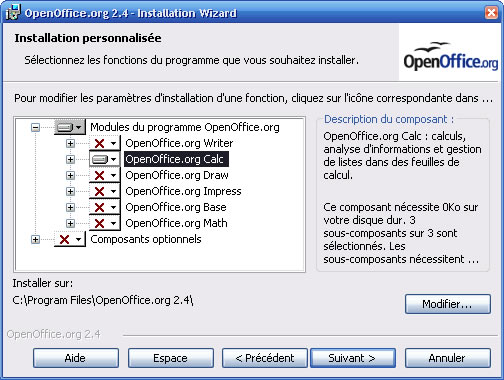 OpenOffice.org 2.4 - Installation Wizard
Installation personnalisée
Sélectionnez les fonctions du programme que vous souhaitez installer.
OpenOffice.org
Pour modifier les paramètres d'installation d'une fonction, cliquez sur l'icône correspondante dans ...
Modules du programme OpenOffice.org
OpenOffice.org Writer
OpenOffice.org Calc
OpenOffice.org Draw
OpenOffice.org Impress
OpenOffice.org Base
OpenOffice.org Math
Composants optionnels
Description du composant :
OpenOffice.org Calc : calculs,
analyse d'informations et gestion
de listes dans des feuilles de
calcul.
Ce composant nécessite 0Ko sur
votre disque dur. 3
sous-composants sur 3 sont
sélectionnés. Les
sous-composants nécessitent ...
Installer sur:
C:\Program Files\OpenOffice.org 2.4\
Modifier...
OpenOffice.org 2.4
Aide
Espace
< Précédent
Suivant >
Annuler